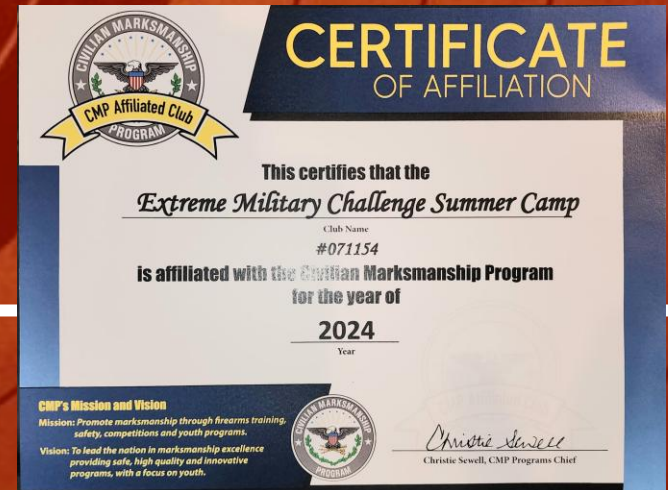 CIVILIAN MARKSMANSHIP
CMP Affiliated Club
PROGRAM
CERTIFICATE
OF AFFILIATION
This certifies that the
Extreme Military Challenge Summer Camp
Club Name
#071154
is affiliated with the Civilian Marksmanship Program
for the year of
2024
Year
CMP's Mission and Vision
Mission: Promote marksmanship through firearms training,
safety, competitions and youth programs.
Vision: To lead the nation in marksmanship excellence
providing safe, high quality and innovative
programs, with a focus on youth.
CIVILIAN MARKSMANSHIP
PROGRAM
Christie Sewell
Christie Sewell, CMP Programs Chief